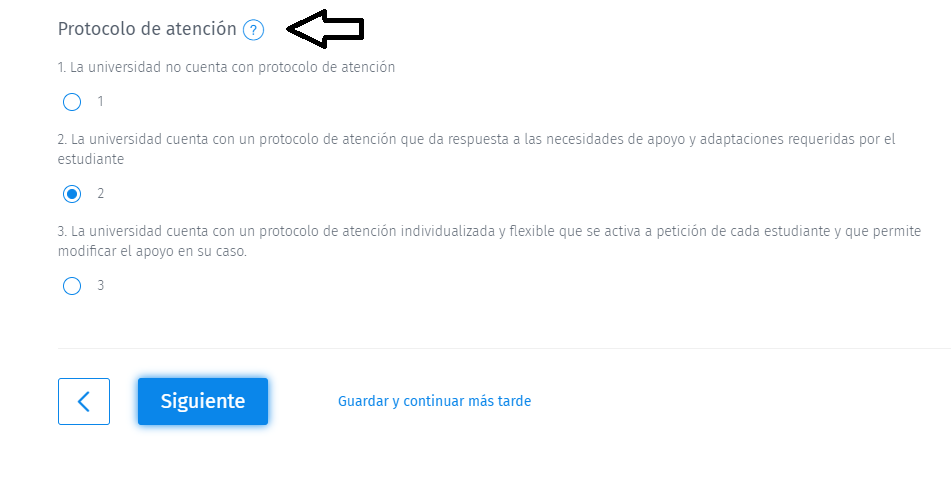 Protocolo de atención ?
1. La universidad no cuenta con protocolo de atención
1
2. La universidad cuenta con un protocolo de atención que da respuesta a las necesidades de apoyo y adaptaciones requeridas por el
estudiante
2
3. La universidad cuenta con un protocolo de atención individualizada y flexible que se activa a petición de cada estudiante y que permite
modificar el apoyo en su caso.
3
Siguiente
Guardar y continuar más tarde